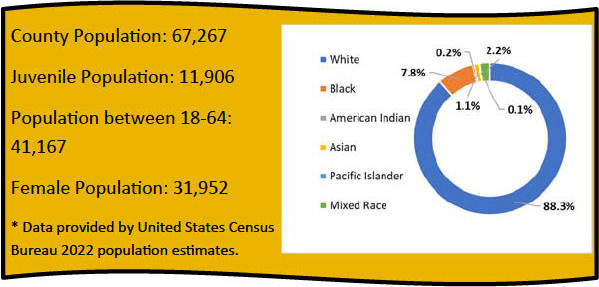 County Population: 67,267
Juvenile Population: 11,906
Population between 18-64:
41,167
Female Population: 31,952
* Data provided by United States Census
Bureau 2022 population estimates.
White
Black
American Indian
Asian
Pacific Islander
Mixed Race
0.2%
2.2%
7.8%
1.1%
0.1%
88.3%